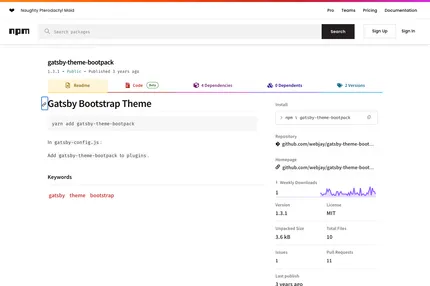 Naughty Pterodactyl Mold
Pro
Teams
Pricing
Documentation
npm
Search packages
Search
Sign Up
Sign In
gatsby-theme-bootpack
1.3.1 • Public • Published 3 years ago
Readme
Code
Beta
4 Dependencies
0 Dependents
2 Versions
Gatsby Bootstrap Theme
yarn add gatsby-theme-bootpack
In gatsby-config.js:
Add gatsby-theme-bootpack to plugins.
Keywords
gatsby theme bootstrap
Install
> npm i gatsby-theme-bootpack
Repository
github.com/webjay/gatsby-theme-boot...
Homepage
github.com/webjay/gatsby-theme-boot...
Weekly Downloads
1
Version
License
1.3.1
MIT
Unpacked Size
Total Files
3.6 kB
10
Issues
Pull Requests
1
11
Last publish
3 years ago